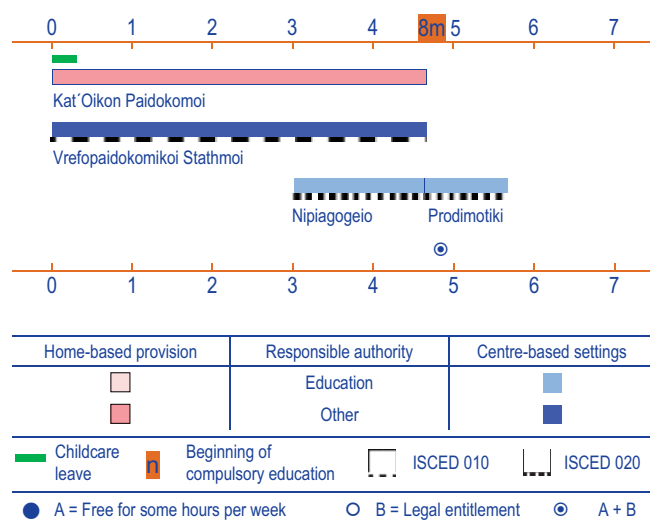 0 1 2 3 4 8m 5 6 7
Kat´Oikon Paidokomoi
Vrefopaidokomikoi Stathmoi
Nipiagogeio Prodimotiki
0 1 2 3 4 5 6 7
Home-based provision Responsible authority Centre-based settings
Education
Other
Childcare leave
n Beginning of compulsory education
ISCED 010
ISCED 020
A = Free for some hours per week B = Legal entitlement A + B